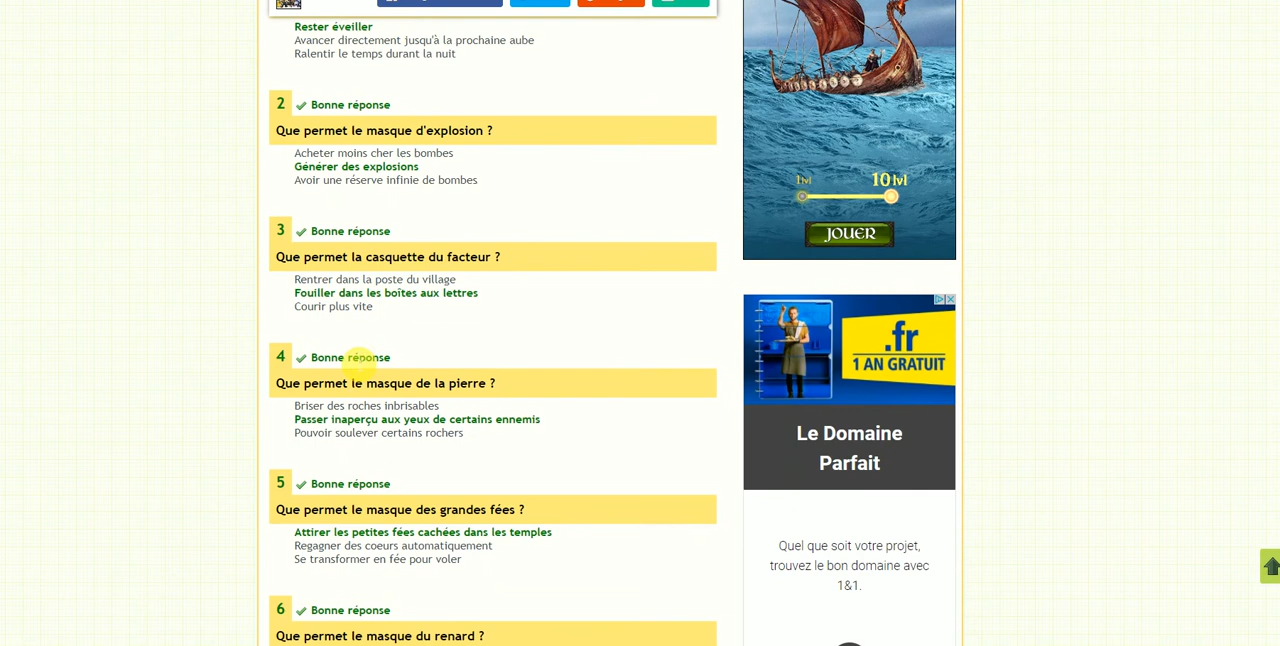 Rester éveiller
Avancer directement jusqu'à la prochaine aube
Ralentir le temps durant la nuit
2 Bonne réponse
Que permet le masque d'explosion ?
Acheter moins cher les bombes
Générer des explosions
Avoir une réserve infinie de bombes
3 Bonne réponse
Que permet la casquette du facteur ?
Rentrer dans la poste du village
Fouiller dans les boîtes aux lettres
Courir plus vite
4 Bonne réponse
Que permet le masque de la pierre ?
Briser des roches inbrisables
Passer inaperçu aux yeux de certains ennemis
Pouvoir soulever certains rochers
5 Bonne réponse
Que permet le masque des grandes fées ?
Attirer les petites fées cachées dans les temples
Regagner des coeurs automatiquement
Se transformer en fée pour voler
6 Bonne réponse
Que permet le masque du renard ?
1 lvl
10 lvl
JOUER
.fr
1 AN GRATUIT
Le Domaine
Parfait
Quel que soit votre projet,
trouvez le bon domaine avec
1&1.